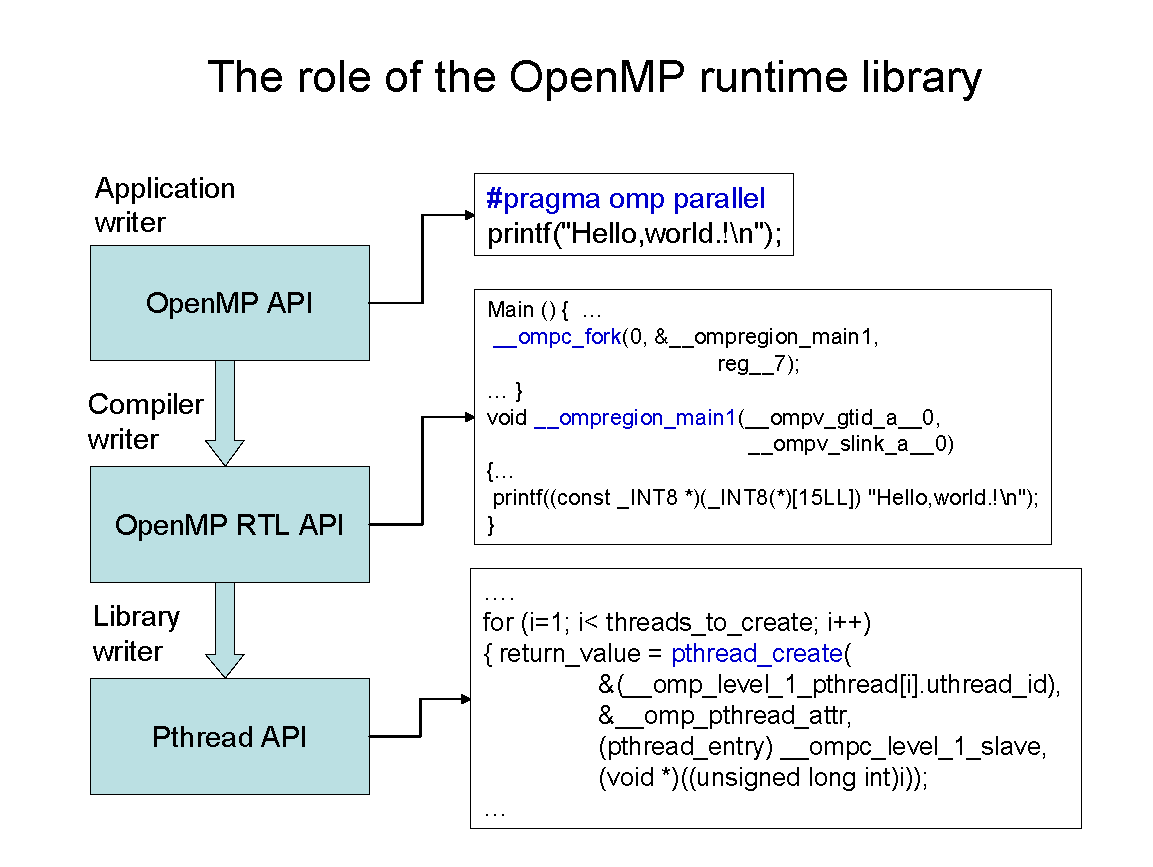 The role of the OpenMP runtime library
Application
writer
OpenMP API
#pragma omp parallel
printf("Hello,world.!\n");
Compiler
writer
OpenMP RTL API
Main () {  …
__ompc_fork(0, &__ompregion_main1,
reg__7);
… }
void __ompregion_main1(__ompv_gtid_a__0,
__ompv_slink_a__0)
{…
printf((const _INT8 *)(_INT8(*)[15LL]) "Hello,world.!\n");
}
Library
writer
Pthread API
….
for (i=1; i< threads_to_create; i++)
{ return_value = pthread_create(
&(__omp_level_1_pthread[i].uthread_id),
&__omp_pthread_attr,
(pthread_entry) __ompc_level_1_slave,
(void *)((unsigned long int)i));
…